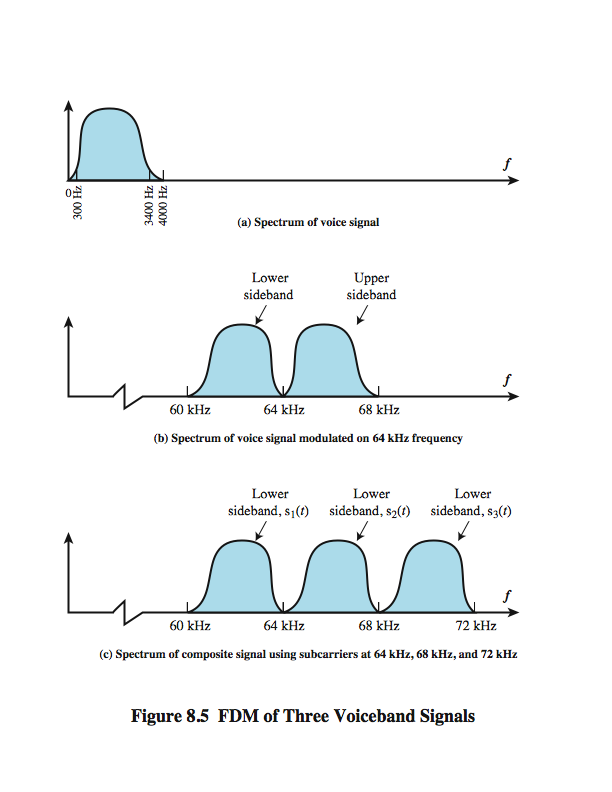 f
0
300 Hz
3400 Hz
4000 Hz
(a) Spectrum of voice signal
Lower
sideband
Upper
sideband
f
60 kHz 64 kHz 68 kHz
(b) Spectrum of voice signal modulated on 64 kHz frequency
Lower
sideband, s₁(t)
Lower
sideband, s₂(t)
Lower
sideband, s₃(t)
f
60 kHz 64 kHz 68 kHz 72 kHz
(c) Spectrum of composite signal using subcarriers at 64 kHz, 68 kHz, and 72 kHz
Figure 8.5 FDM of Three Voiceband Signals